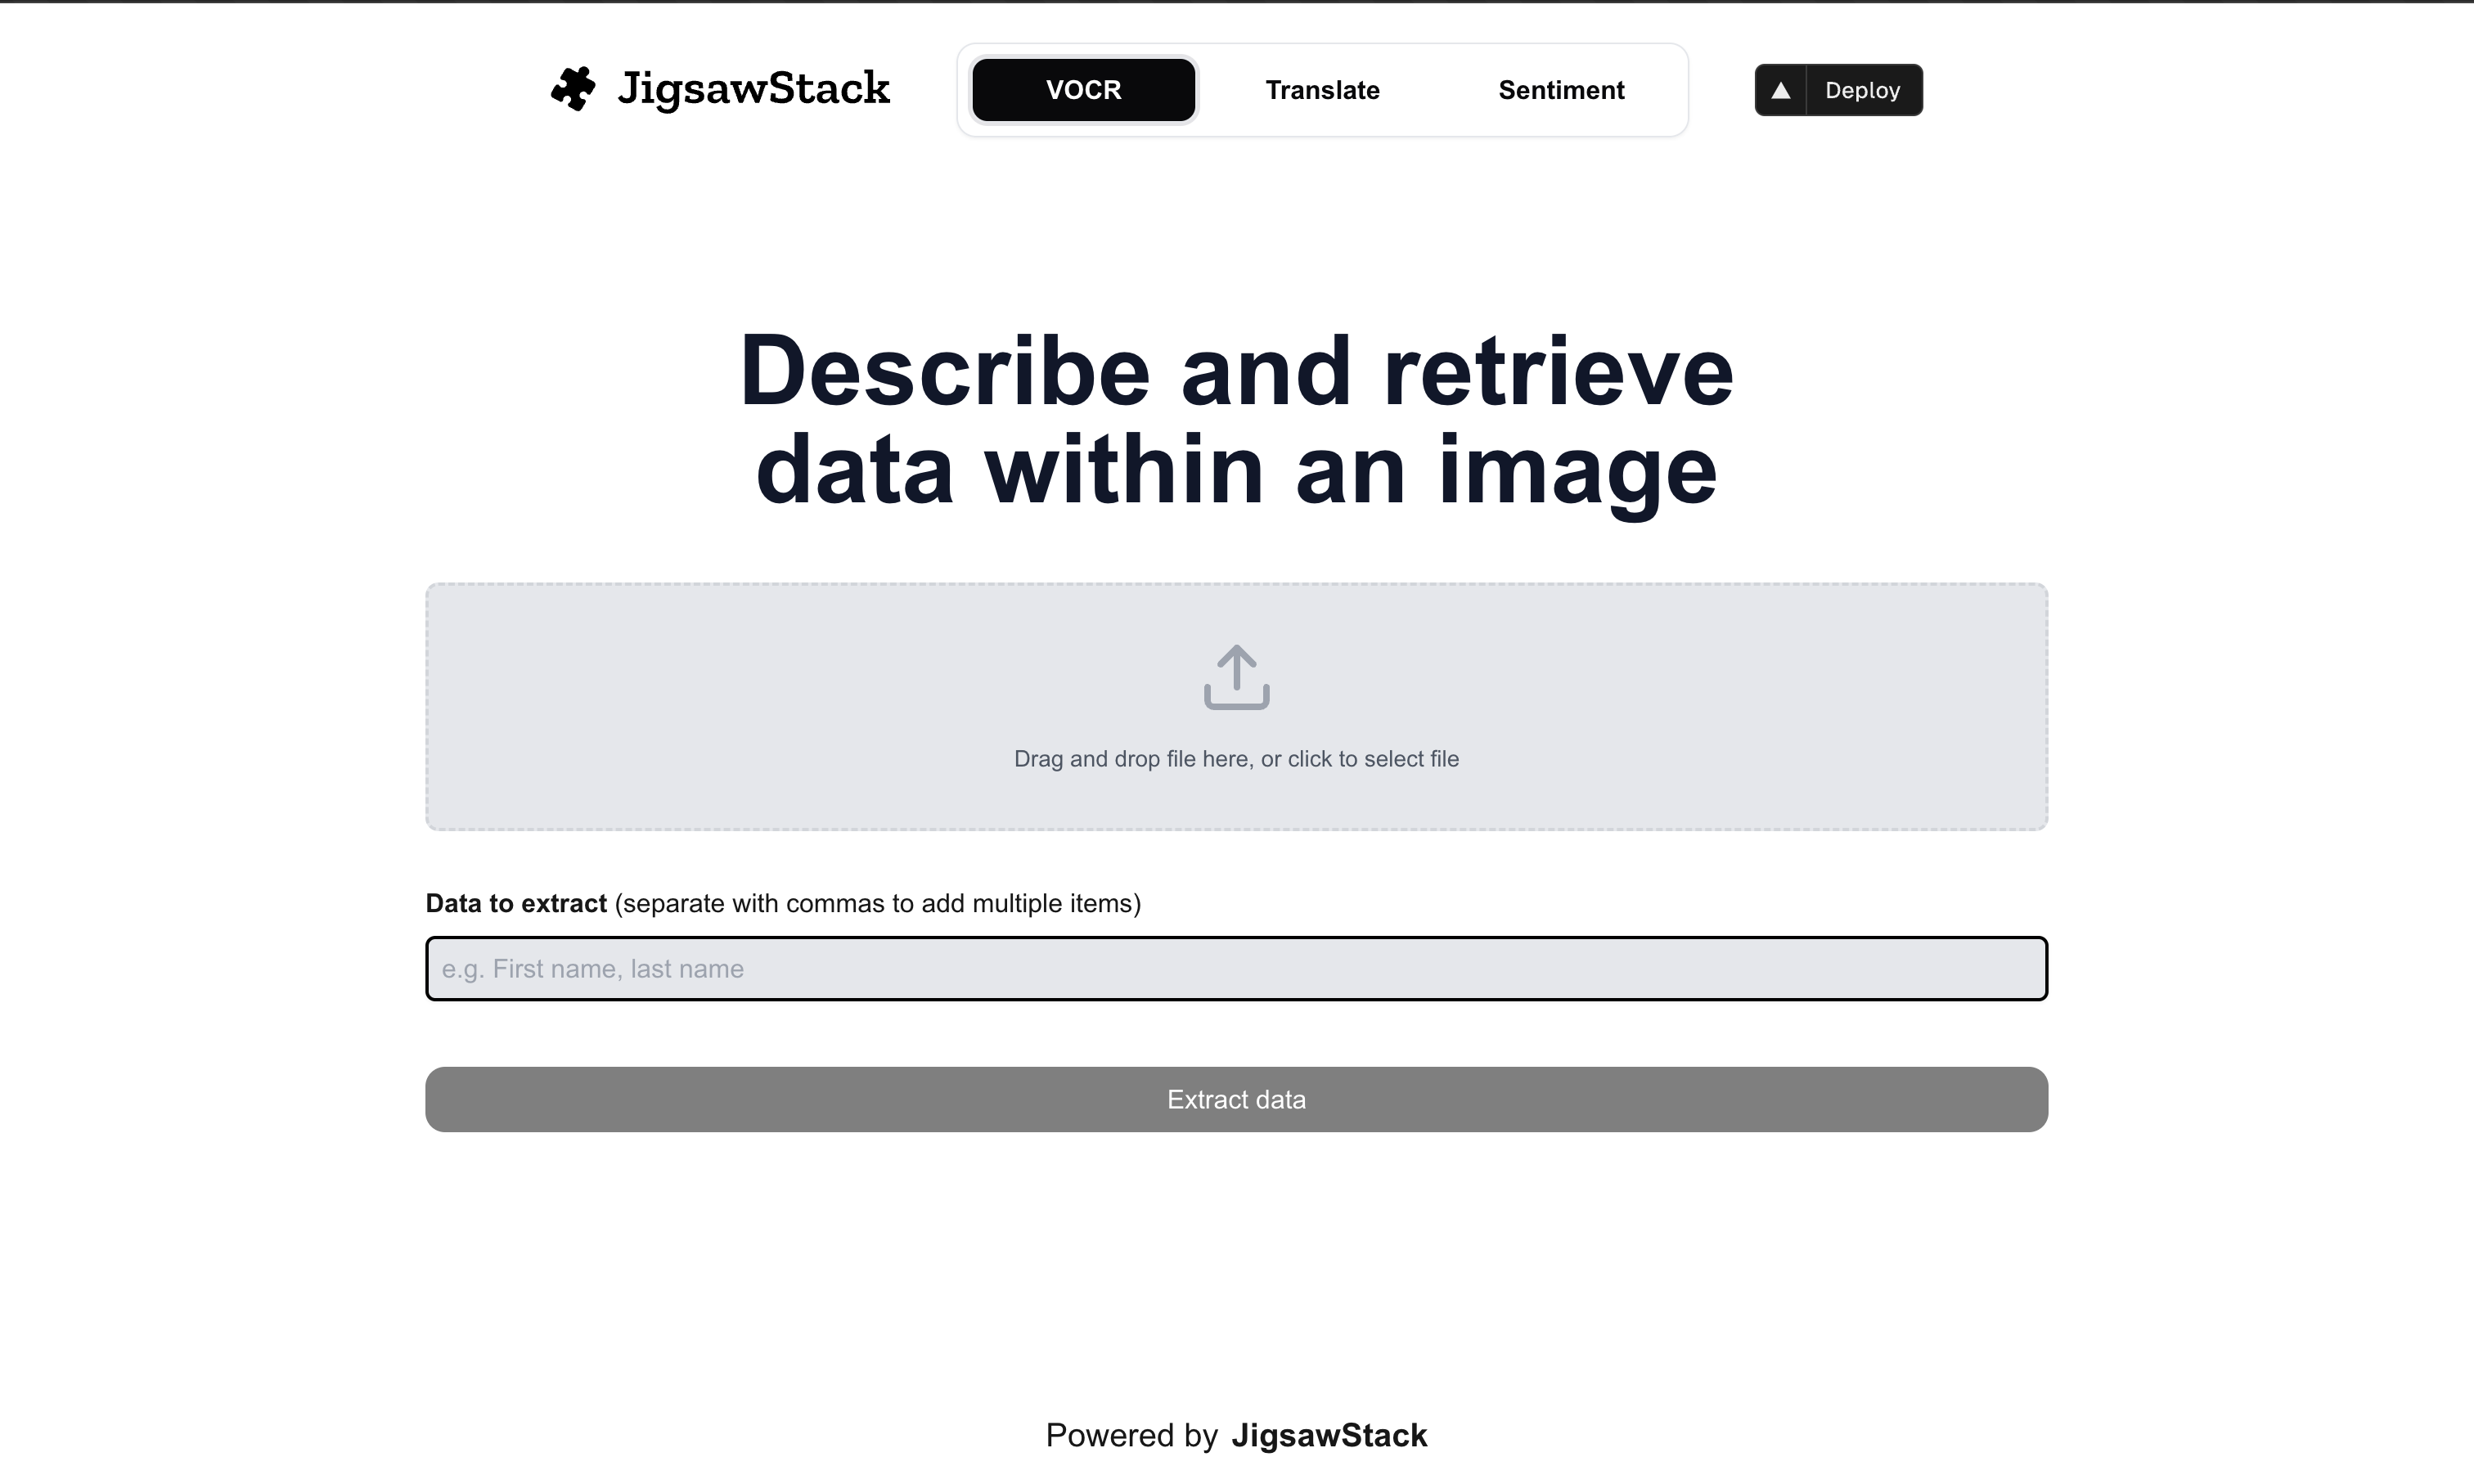 JigsawStack
VOCR
Translate
Sentiment
Deploy
Describe and retrieve
data within an image
Drag and drop file here, or click to select file
Data to extract (separate with commas to add multiple items)
e.g. First name, last name
Extract data
Powered by JigsawStack